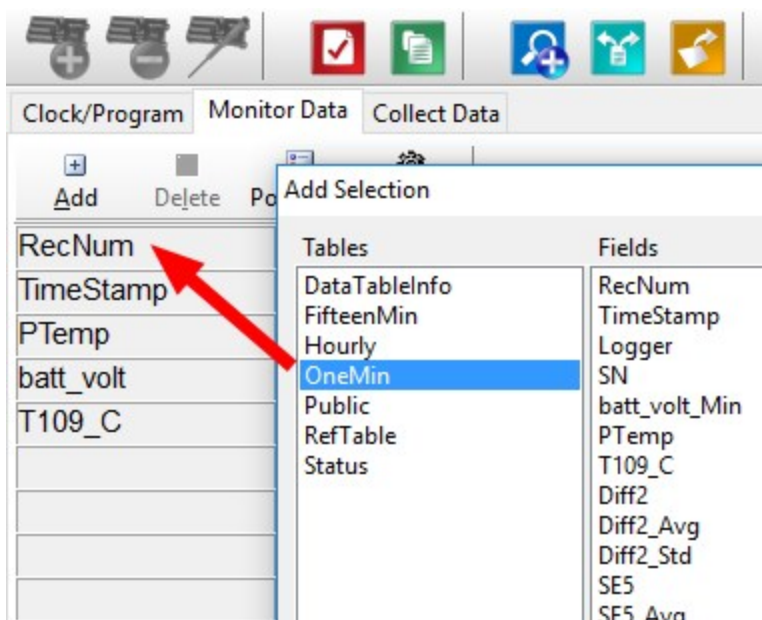 Clock/Program Monitor Data Collect Data
Add Delete Po
Add Selection
RecNum
TimeStamp
PTemp
batt_volt
T109_C
Tables
DataTableInfo
FifteenMin
Hourly
OneMin
Public
RefTable
Status
Fields
RecNum
TimeStamp
Logger
SN
batt_volt_Min
PTemp
T109_C
Diff2
Diff2_Avg
Diff2_Std
SE5
SE5_Avg